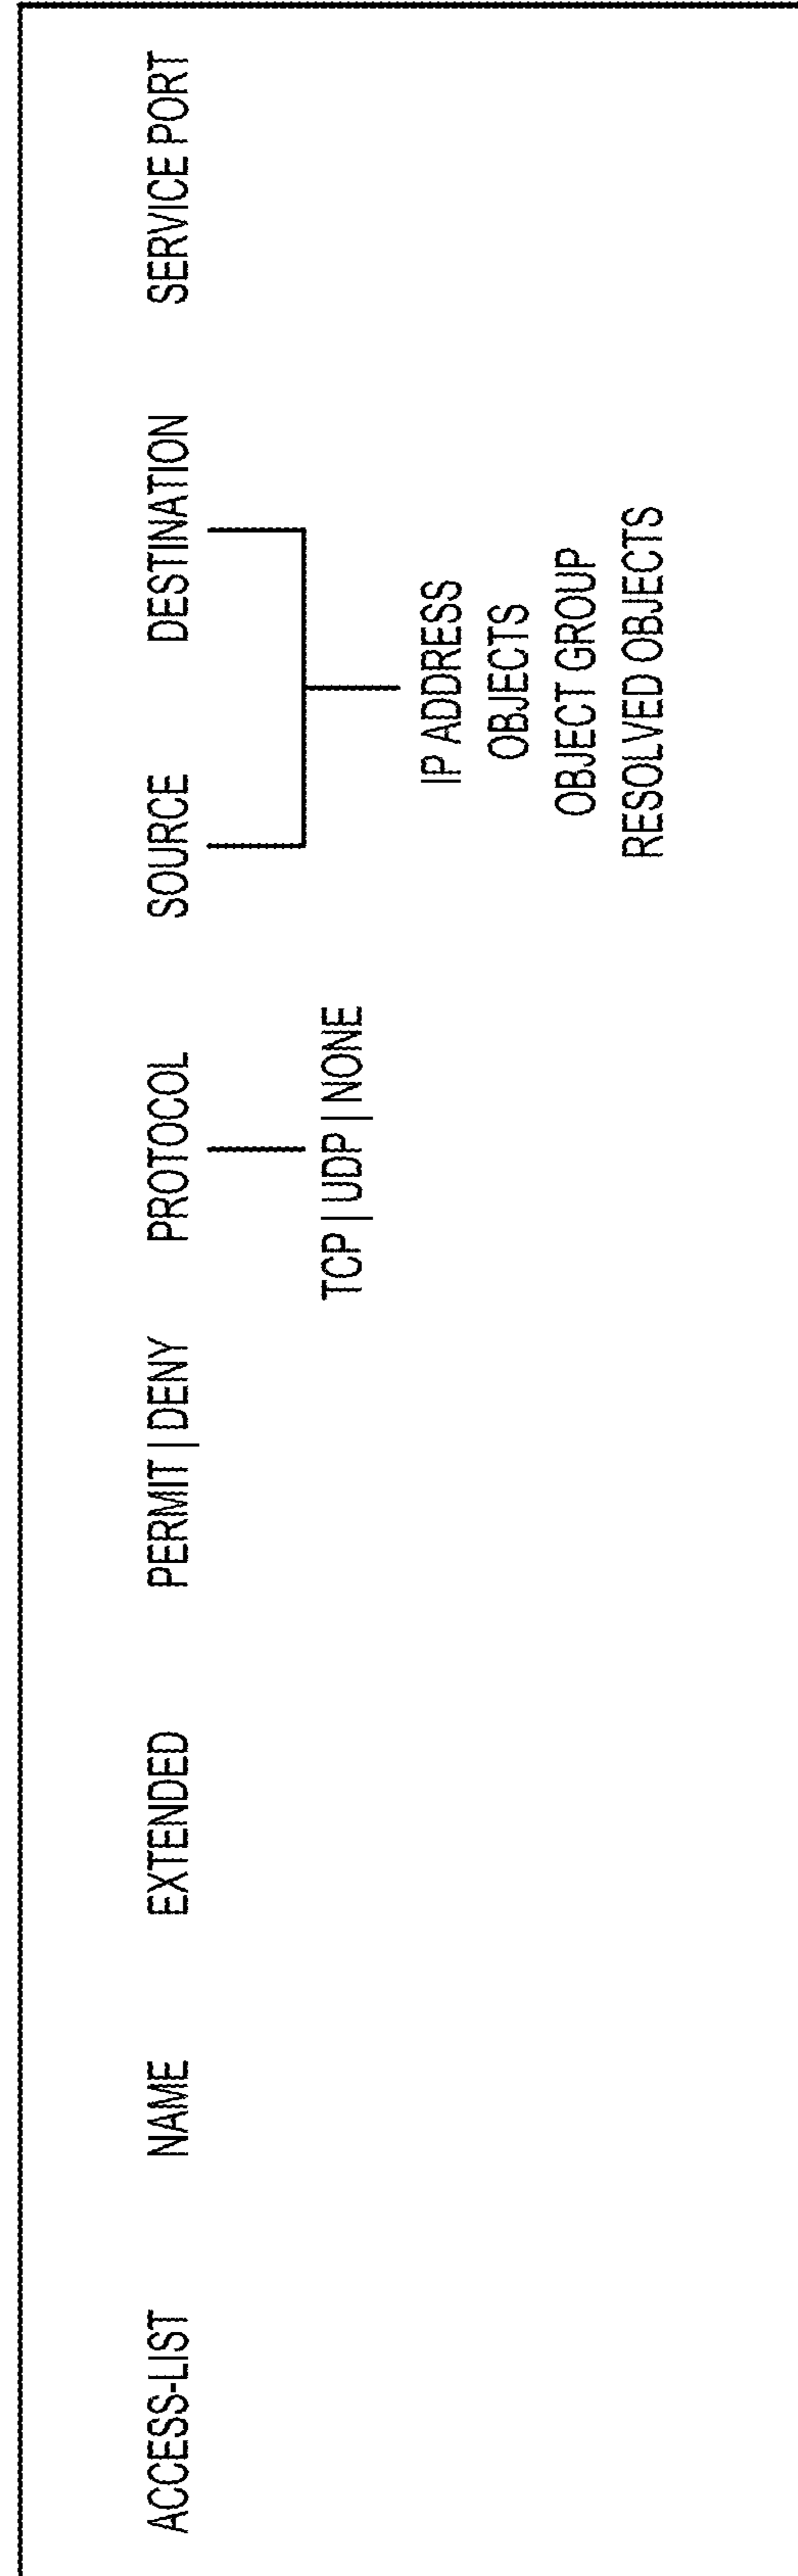 ACCESS-LIST NAME EXTENDED PERMIT | DENY PROTOCOL SOURCE DESTINATION SERVICE PORT
TCP | UDP | NONE
IP ADDRESS
OBJECTS
OBJECT GROUP
RESOLVED OBJECTS